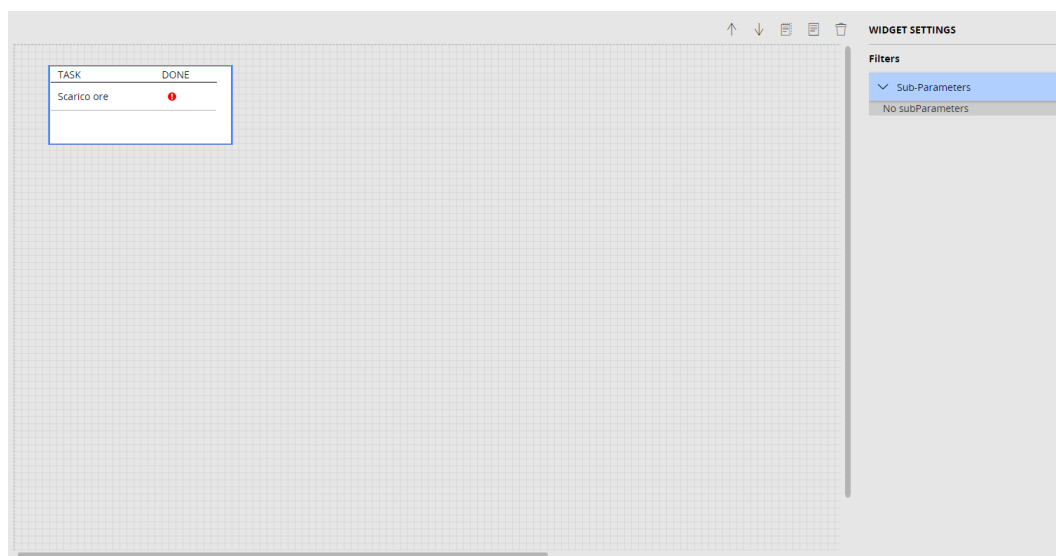 WIDGET SETTINGS
Filters
Sub-Parameters
No subParameters
TASK DONE
Scarico ore